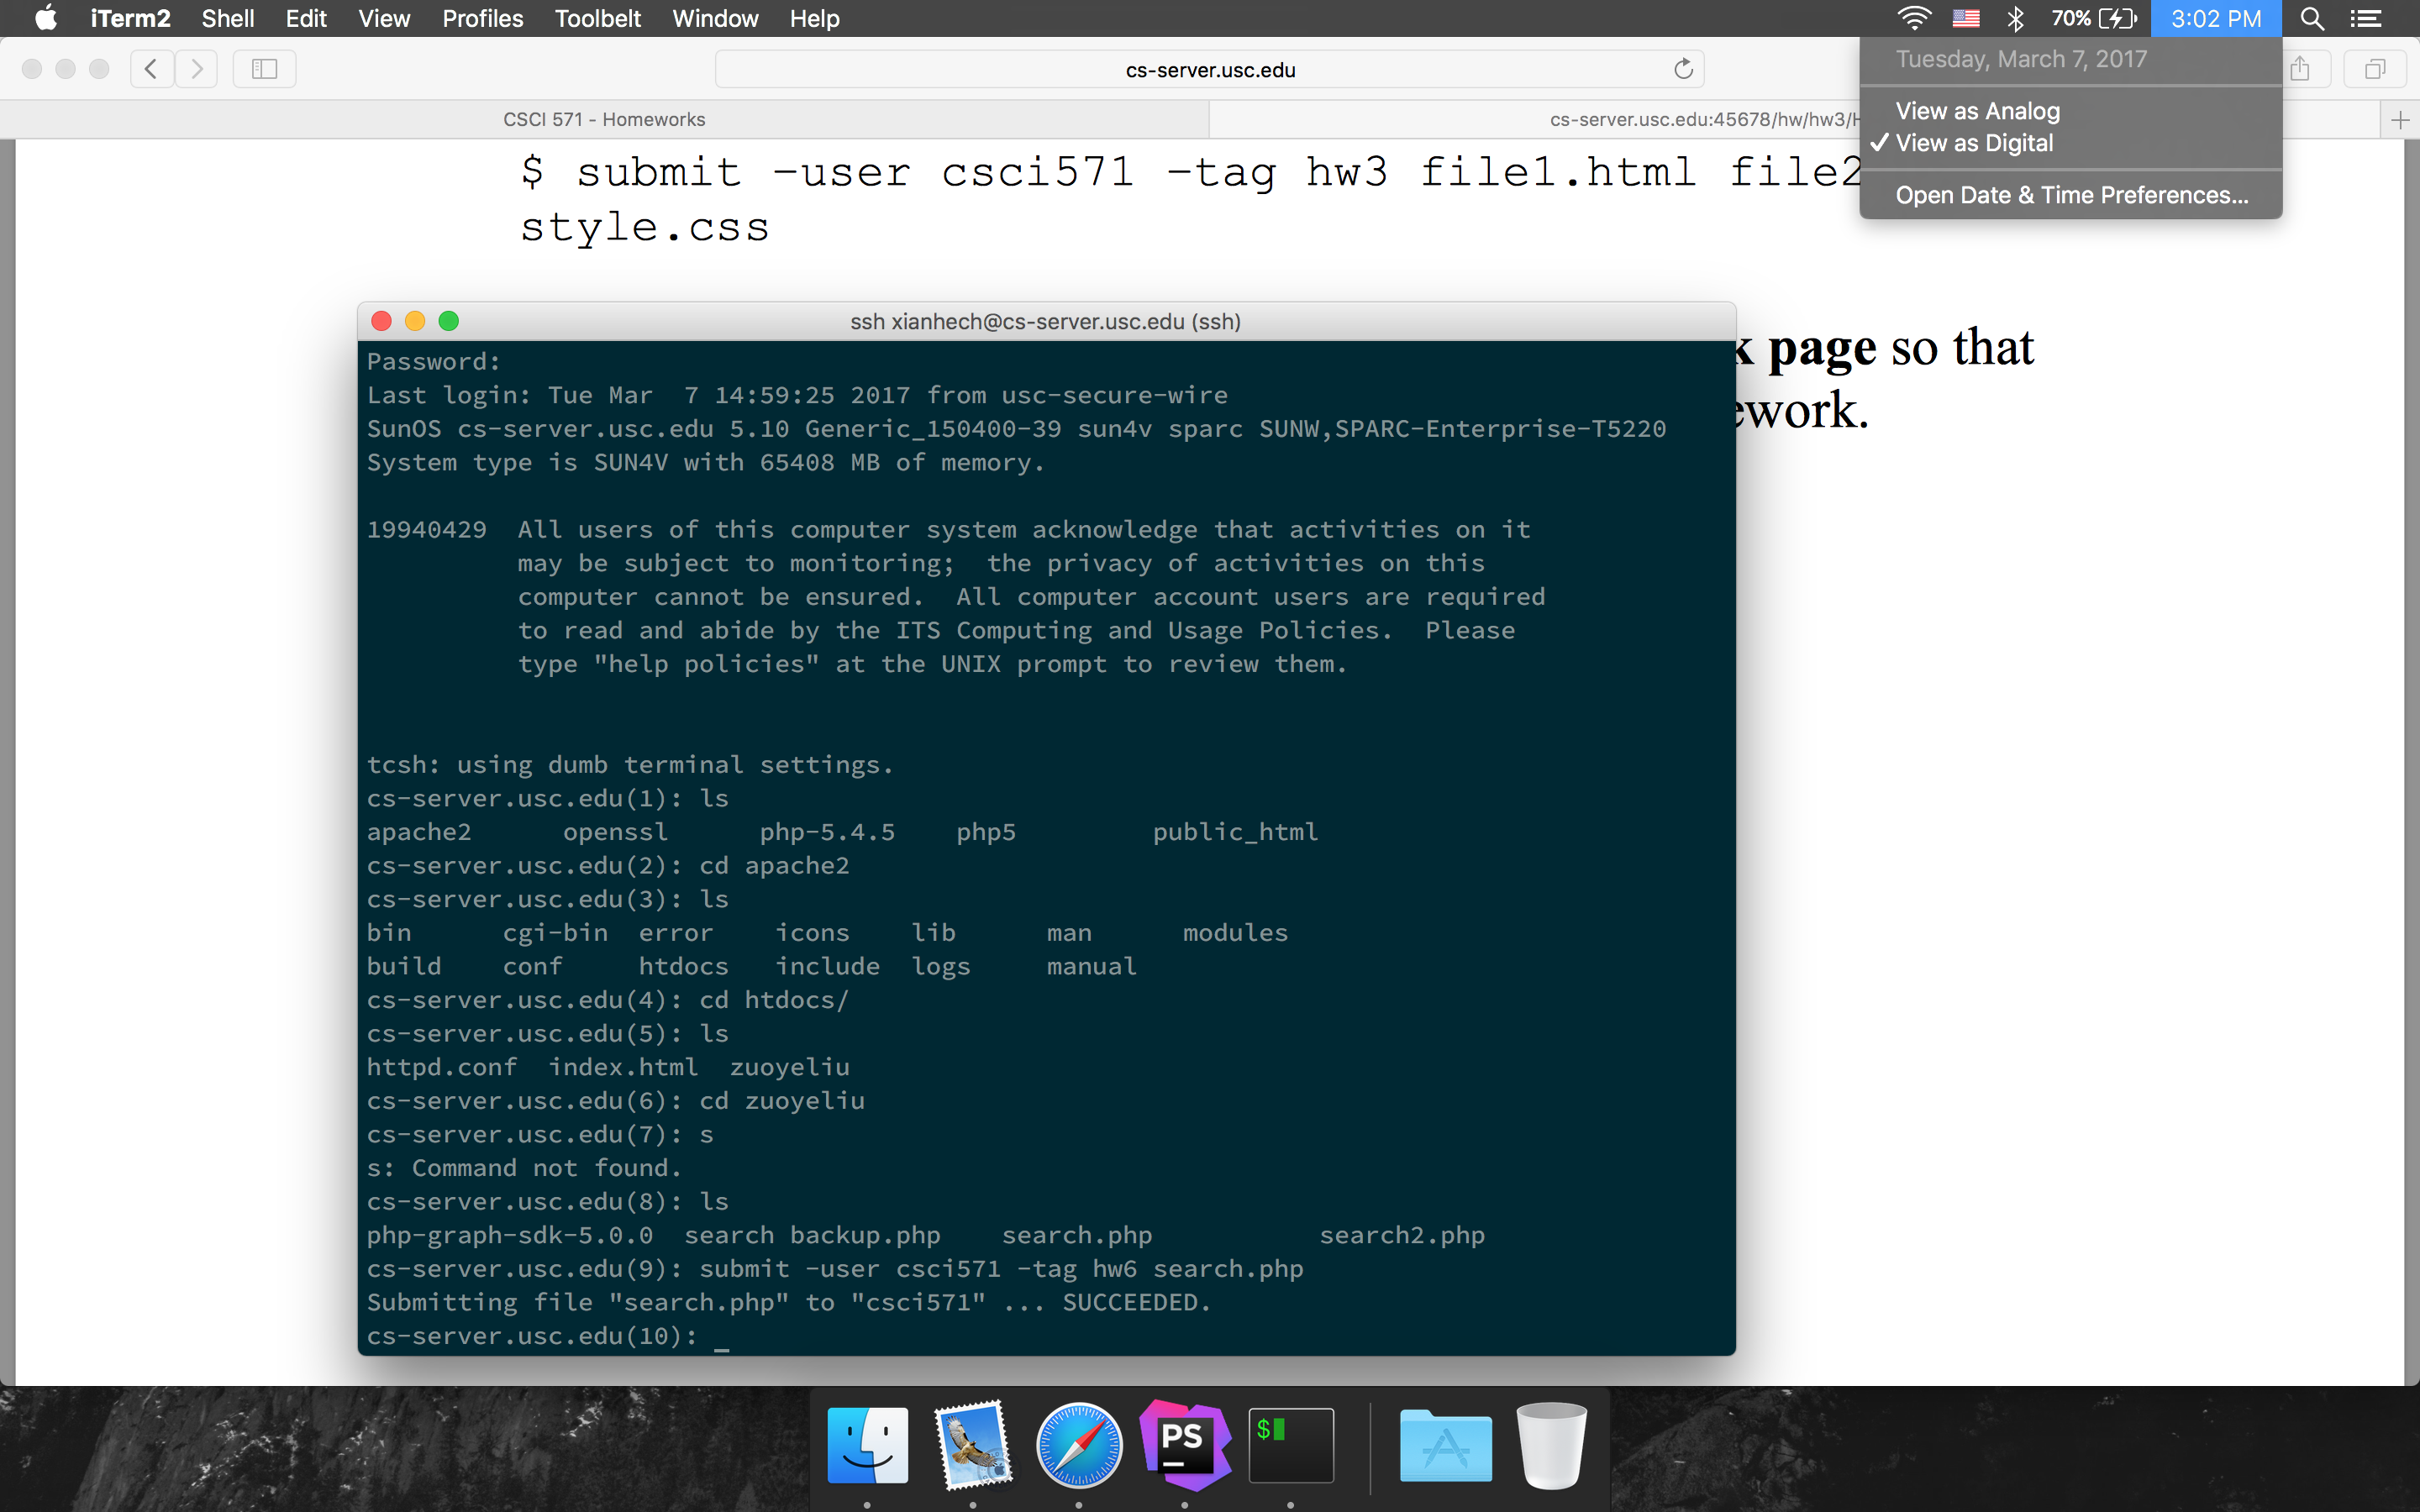 iTerm2 Shell Edit View Profiles Toolbelt Window Help 70% 3:02 PM
Tuesday, March 7, 2017
View as Analog
✓ View as Digital
Open Date & Time Preferences...
cs-server.usc.edu
CSCI 571 - Homeworks cs-server.usc.edu:45678/hw/hw3/
$ submit -user csci571 -tag hw3 file1.html file2
style.css
page so that
ssh xianhech@cs-server.usc.edu (ssh)
Password:
Last login: Tue Mar  7 14:59:25 2017 from usc-secure-wire
SunOS cs-server.usc.edu 5.10 Generic_150400-39 sun4v sparc SUNW,SPARC-Enterprise-T5220
System type is SUN4V with 65408 MB of memory.
19940429  All users of this computer system acknowledge that activities on it
may be subject to monitoring;  the privacy of activities on this
computer cannot be ensured.  All computer account users are required
to read and abide by the ITS Computing and Usage Policies.  Please
type "help policies" at the UNIX prompt to review them.
tcsh: using dumb terminal settings.
cs-server.usc.edu(1): ls
apache2      openssl      php-5.4.5    php5         public_html
cs-server.usc.edu(2): cd apache2
cs-server.usc.edu(3): ls
bin      cgi-bin  error    icons    lib      man      modules
build    conf     htdocs   include  logs     manual
cs-server.usc.edu(4): cd htdocs/
cs-server.usc.edu(5): ls
httpd.conf  index.html  zuoyeliu
cs-server.usc.edu(6): cd zuoyeliu
cs-server.usc.edu(7): s
s: Command not found.
cs-server.usc.edu(8): ls
php-graph-sdk-5.0.0  search backup.php    search.php           search2.php
cs-server.usc.edu(9): submit -user csci571 -tag hw6 search.php
Submitting file "search.php" to "csci571" ... SUCCEEDED.
cs-server.usc.edu(10): _
PS
$